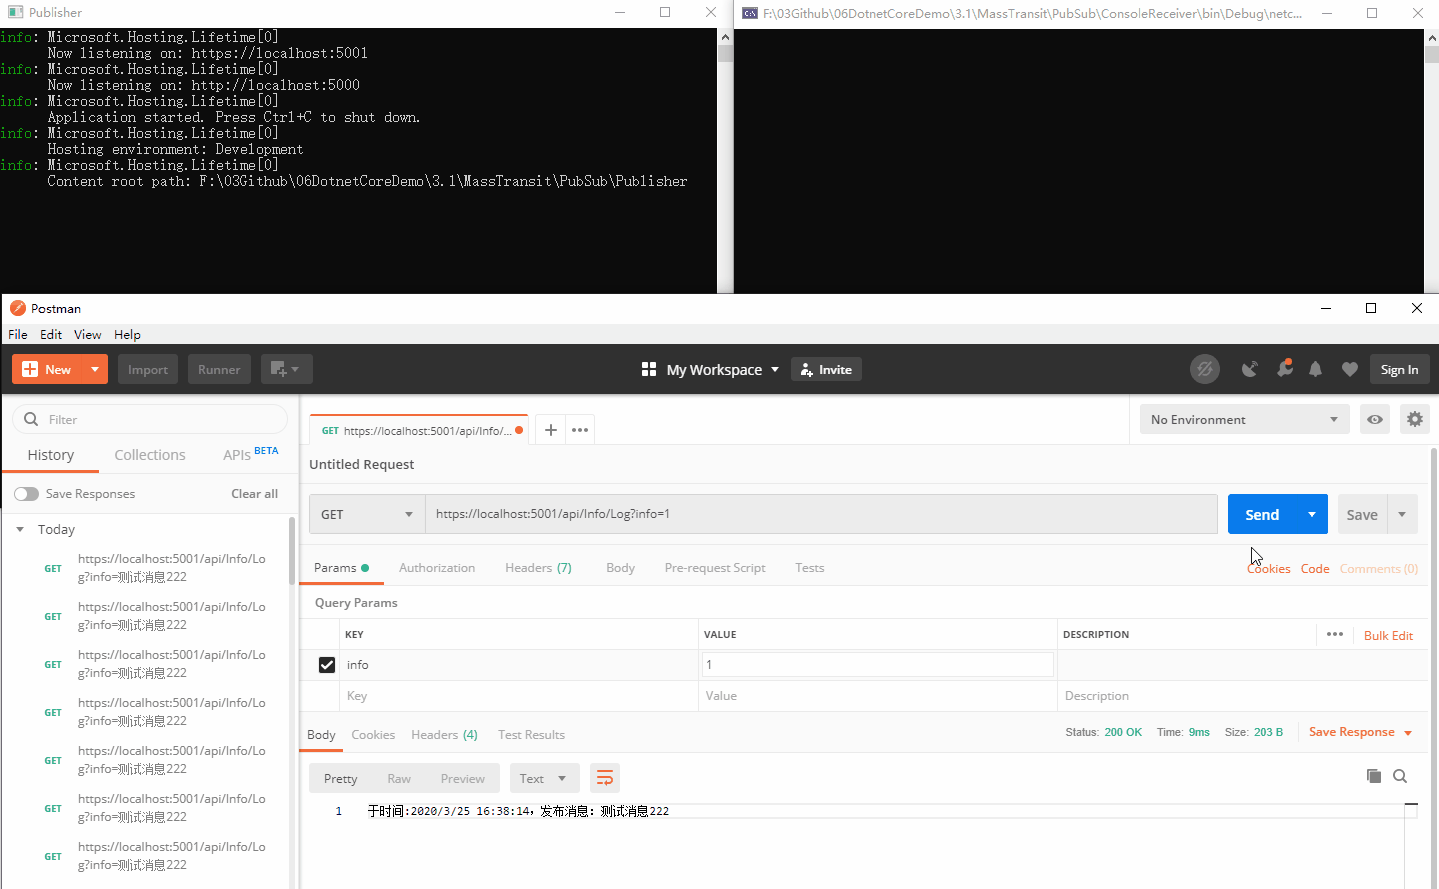 Publisher
info: Microsoft.Hosting.Lifetime[0]
Now listening on: https://localhost:5001
info: Microsoft.Hosting.Lifetime[0]
Now listening on: http://localhost:5000
info: Microsoft.Hosting.Lifetime[0]
Application started. Press Ctrl+C to shut down.
info: Microsoft.Hosting.Lifetime[0]
Hosting environment: Development
info: Microsoft.Hosting.Lifetime[0]
Content root path: F:\03Github\06DotnetCoreDemo\3.1\MassTransit\PubSub\Publisher
F:\03Github\06DotnetCoreDemo\3.1\MassTransit\PubSub\ConsoleReceiver\bin\Debug\netc...
Postman
File Edit View Help
New Import Runner My Workspace Invite Sign In
Filter
History Collections APIs BETA
Save Responses Clear all
Today
GET https://localhost:5001/api/Info/Lo
g?info=测试消息222
GET https://localhost:5001/api/Info/Lo
g?info=测试消息222
GET https://localhost:5001/api/Info/Lo
g?info=测试消息222
GET https://localhost:5001/api/Info/Lo
g?info=测试消息222
GET https://localhost:5001/api/Info/Lo
g?info=测试消息222
GET https://localhost:5001/api/Info/Lo
g?info=测试消息222
GET https://localhost:5001/api/Info/Lo
g?info=测试消息222
GET https://localhost:5001/api/Info/... No Environment
Untitled Request
GET https://localhost:5001/api/Info/Log?info=1 Send Save
Params Authorization Headers (7) Body Pre-request Script Tests Cookies Code Comments (0)
Query Params
KEY VALUE DESCRIPTION Bulk Edit
info 1
Key Value Description
Body Cookies Headers (4) Test Results Status: 200 OK Time: 9ms Size: 203 B Save Response
Pretty Raw Preview Text
1 于时间:2020/3/25 16:38:14，发布消息：测试消息222